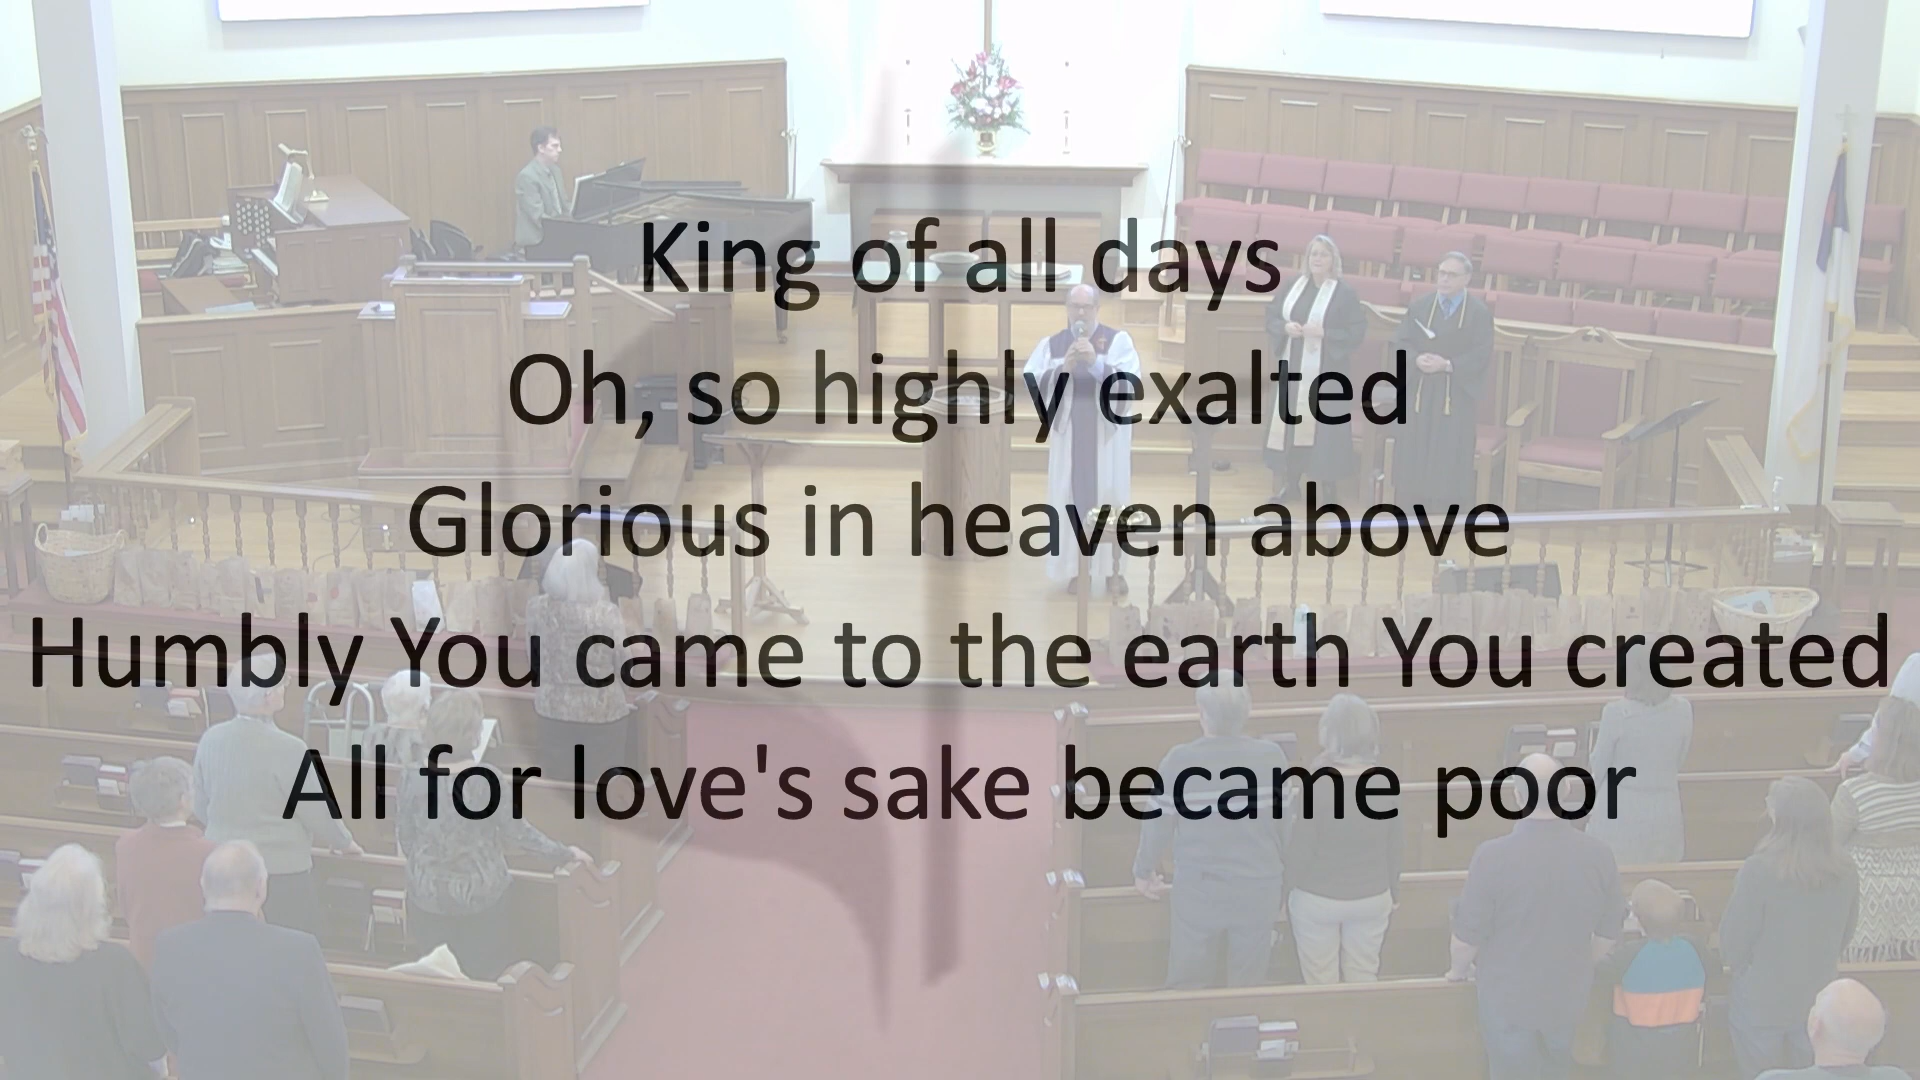 King of all days
Oh, so highly exalted
Glorious in heaven above
Humbly You came to the earth You created
All for love's sake became poor